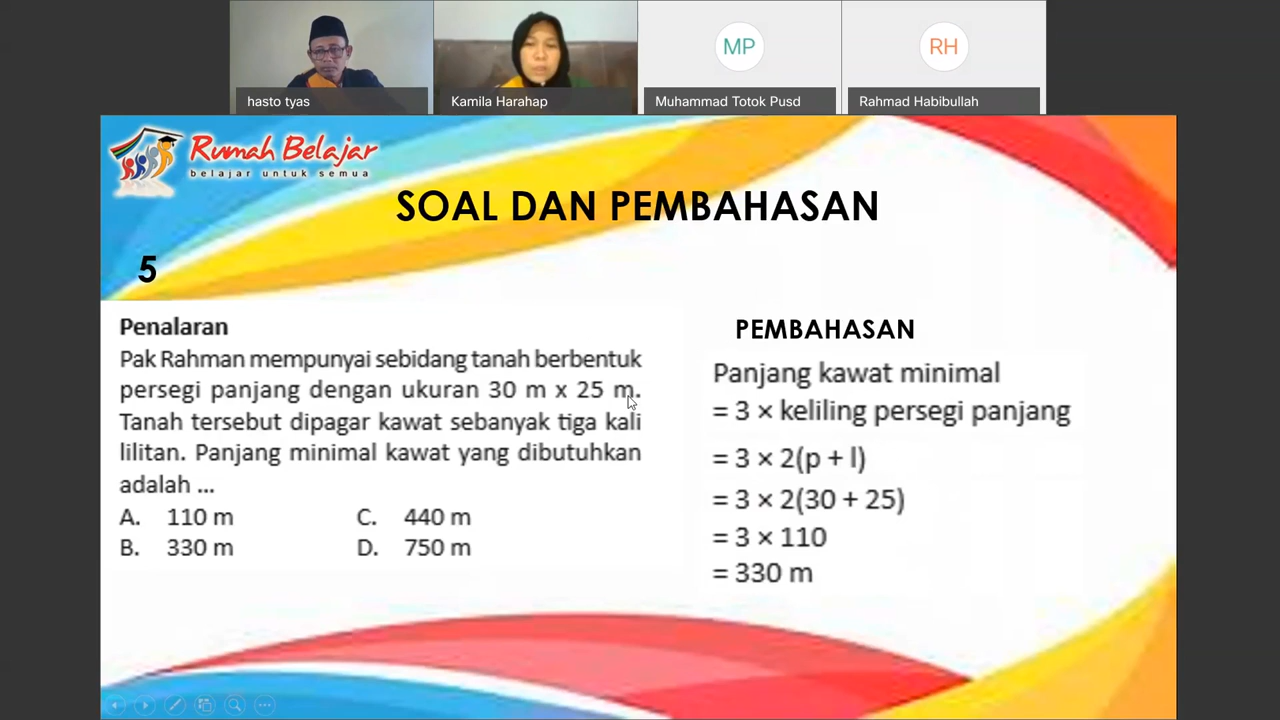 MP
RH
hasto tyas
Kamila Harahap
Muhammad Totok Pusd
Rahmad Habibullah
Rumah Belajar
belajar untuk semua
SOAL DAN PEMBAHASAN
5
Penalaran
Pak Rahman mempunyai sebidang tanah berbentuk
persegi panjang dengan ukuran 30 m x 25 m.
Tanah tersebut dipagar kawat sebanyak tiga kali
lilitan. Panjang minimal kawat yang dibutuhkan
adalah ...
A. 110 m C. 440 m
B. 330 m D. 750 m
PEMBAHASAN
Panjang kawat minimal
= 3 × keliling persegi panjang
= 3 × 2(p + l)
= 3 × 2(30 + 25)
= 3 × 110
= 330 m